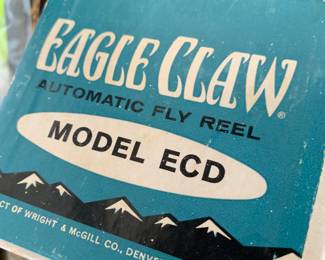 EAGLE CLAW®
AUTOMATIC FLY REEL
MODEL ECD
CT OF WRIGHT & McGILL CO., DENVE